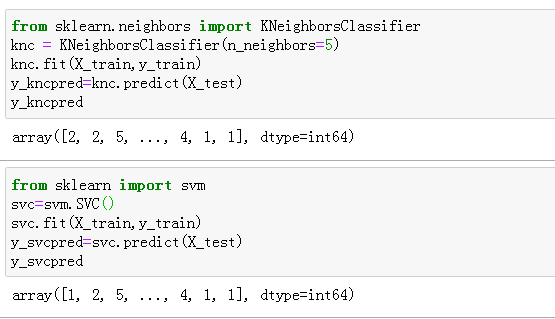 from sklearn.neighbors import KNeighborsClassifier
knc = KNeighborsClassifier(n_neighbors=5)
knc.fit(X_train,y_train)
y_kncpred=knc.predict(X_test)
y_kncpred
array([2, 2, 5, ..., 4, 1, 1], dtype=int64)
from sklearn import svm
svc=svm.SVC()
svc.fit(X_train,y_train)
y_svcpred=svc.predict(X_test)
y_svcpred
array([1, 2, 5, ..., 4, 1, 1], dtype=int64)